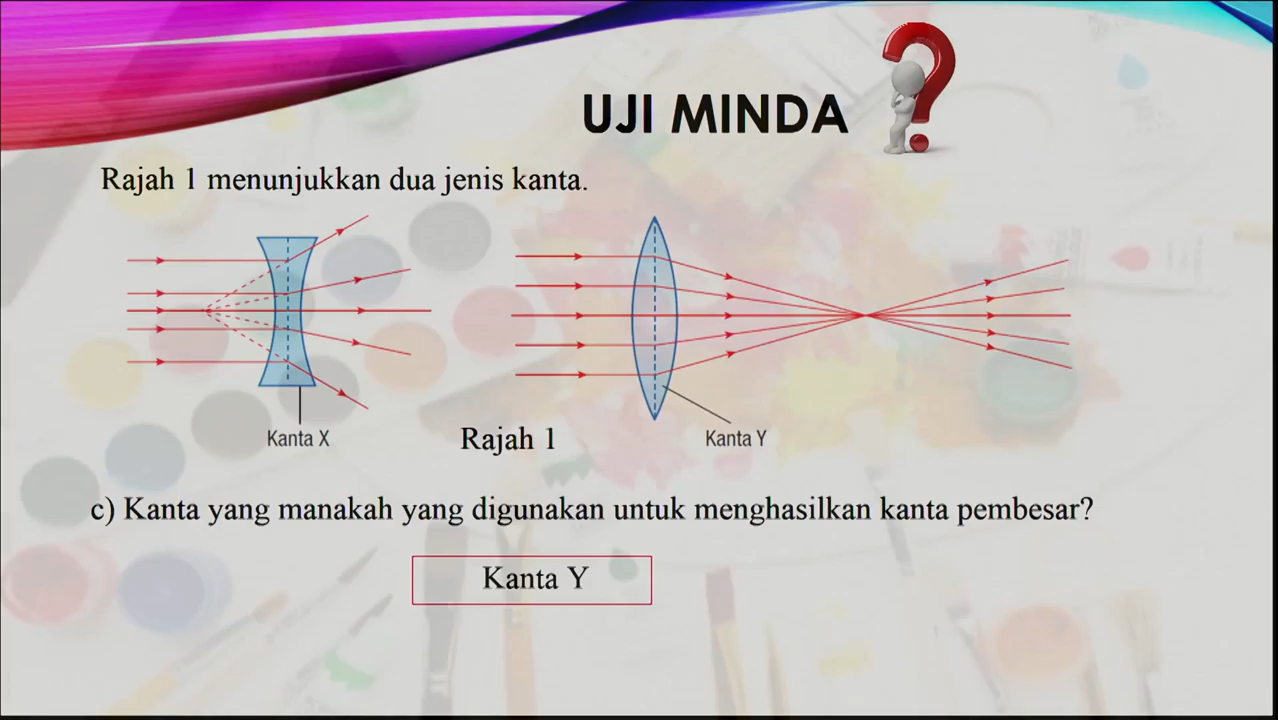 UJI MINDA
Rajah 1 menunjukkan dua jenis kanta.
Kanta X
Rajah 1
Kanta Y
c) Kanta yang manakah yang digunakan untuk menghasilkan kanta pembesar?
Kanta Y